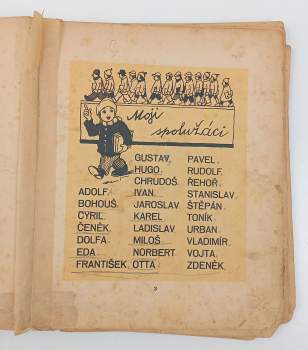 Moji
spolužáci
GUSTAV, PAVEL.
HUGO RUDOLF.
CHRUDOŠ. ŘEHOŘ.
ADOLF. IVAN. STANISLAV.
BOHOUŠ JAROSLAV. ŠTĚPÁN.
CYRIL. KAREL TONÍK.
ČENĚK. LADISLAV URBAN
DOLFA. MILOŠ VLADIMÍR.
EDA NORBERT VOJTA.
FRANTIŠEK. OTTA. ZDENĚK.
3